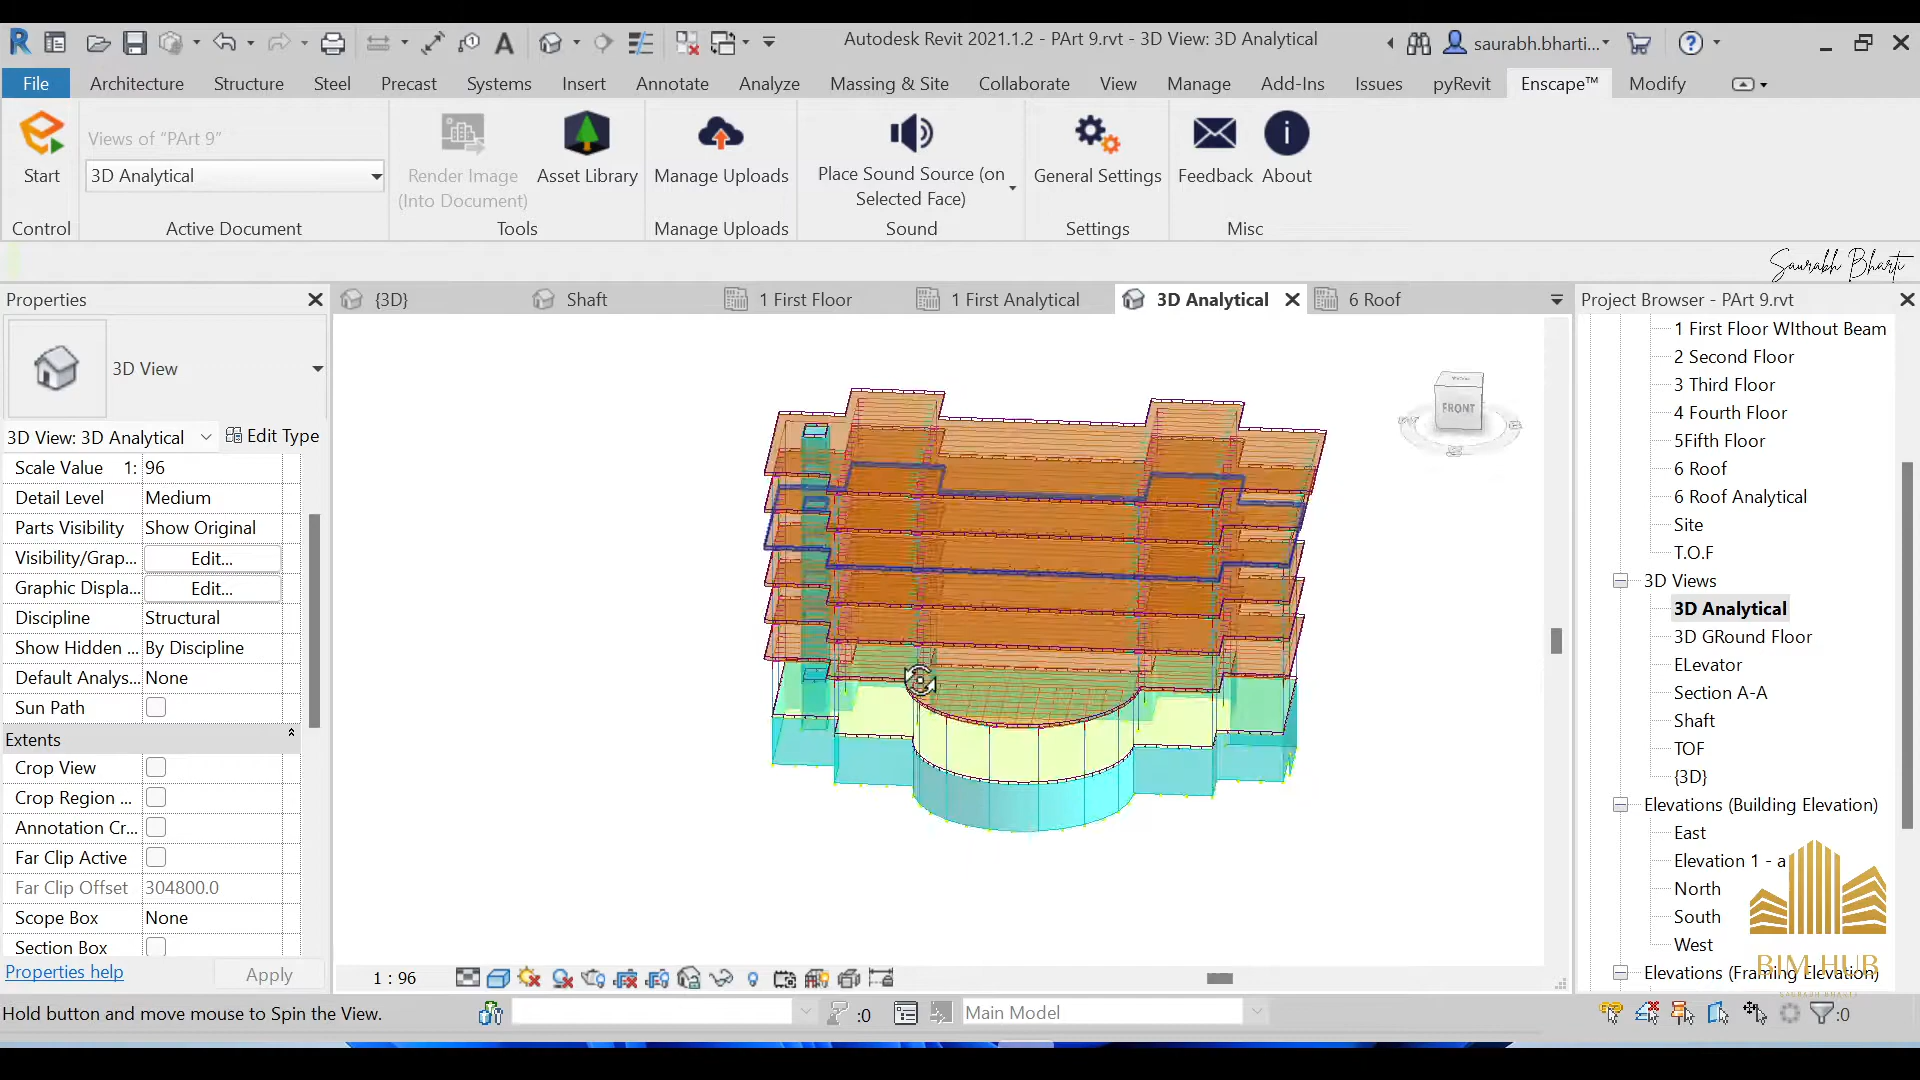 Autodesk Revit 2021.1.2 - PArt 9.rvt - 3D View: 3D Analytical
saurabh.bharti...
File Architecture Structure Steel Precast Systems Insert Annotate Analyze Massing & Site Collaborate View Manage Add-Ins Issues pyRevit Enscape™ Modify
Start
Control
Views of "PArt 9"
3D Analytical
Active Document
Render Image
(Into Document)
Asset Library
Tools
Manage Uploads
Manage Uploads
Place Sound Source (on
Selected Face)
Sound
General Settings
Settings
Feedback About
Misc
Saurabh Bharti
Properties
{3D} Shaft 1 First Floor 1 First Analytical 3D Analytical 6 Roof
Project Browser - PArt 9.rvt
3D View
3D View: 3D Analytical Edit Type
Scale Value 1: 96
Detail Level Medium
Parts Visibility Show Original
Visibility/Grap... Edit...
Graphic Displa... Edit...
Discipline Structural
Show Hidden ... By Discipline
Default Analys... None
Sun Path
Extents
Crop View
Crop Region ...
Annotation Cr...
Far Clip Active
Far Clip Offset 304800.0
Scope Box None
Section Box
Properties help Apply
FRONT
1 First Floor WIthout Beam
2 Second Floor
3 Third Floor
4 Fourth Floor
5Fifth Floor
6 Roof
6 Roof Analytical
Site
T.O.F
3D Views
3D Analytical
3D GRound Floor
ELevator
Section A-A
Shaft
TOF
{3D}
Elevations (Building Elevation)
East
Elevation 1 - a
North
South
West
Elevations (Framing Elevation)
BIM HUB
SAURABH BHARTI
1 : 96
Hold button and move mouse to Spin the View.
:0
Main Model
:0